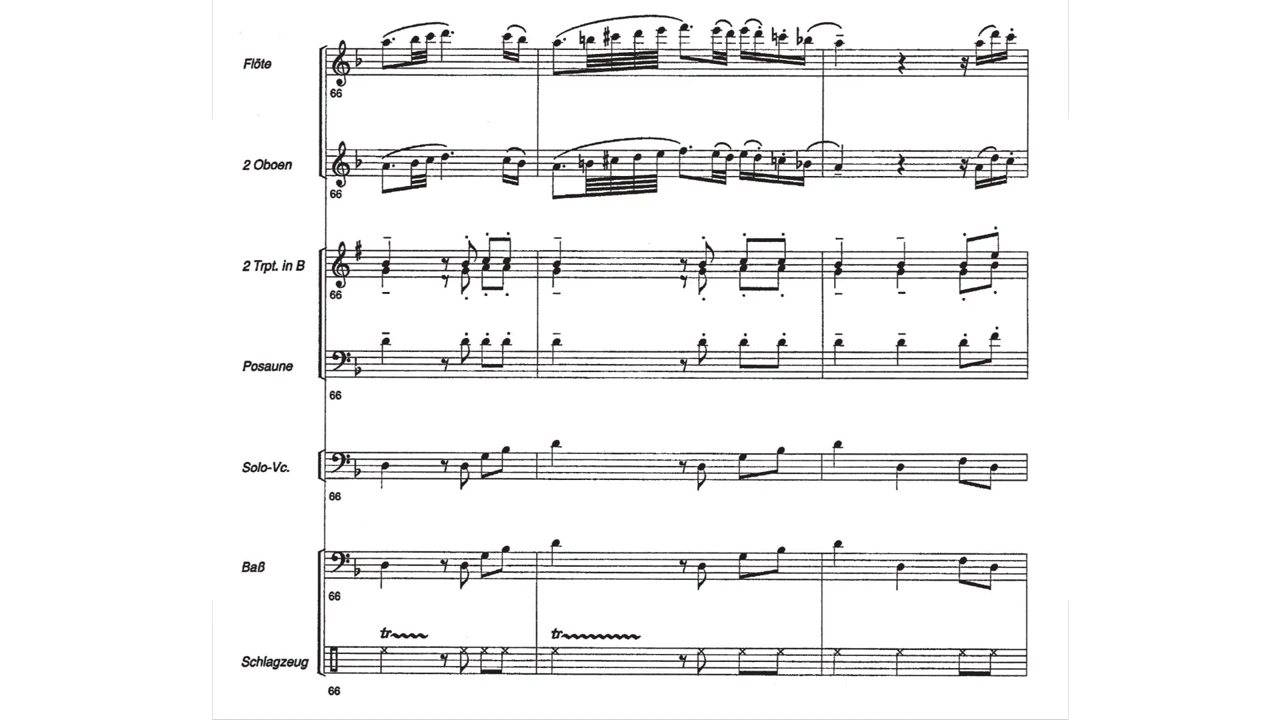 Flöte
66
2 Oboen
66
2 Trpt. in B
66
Posaune
66
Solo-Vc.
66
Baß
66
tr tr
Schlagzeug
66